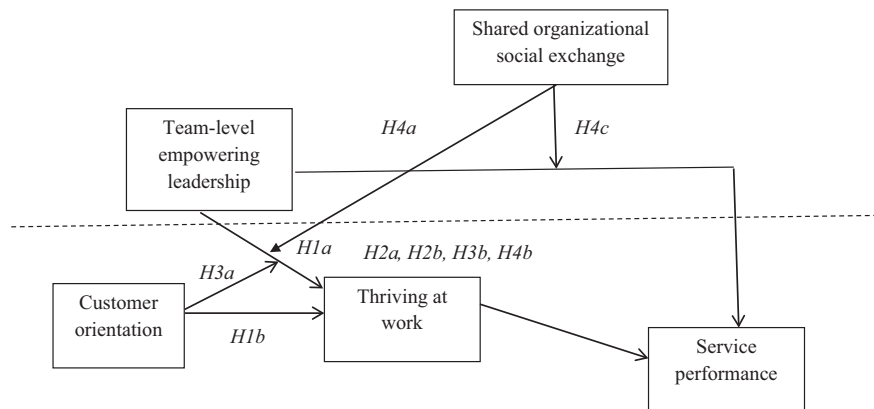 Shared organizational
social exchange
H4a
H4c
Team-level
empowering
leadership
H1a
H2a, H2b, H3b, H4b
H3a
Customer
orientation
Thriving at
work
H1b
Service
performance